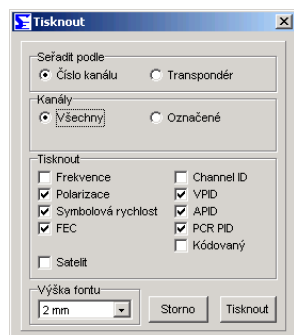 Tisknout
Seřadit podle
Číslo kanálu Transpondér
Kanály
Všechny Označené
Tisknout
Frekvence Channel ID
Polarizace VPID
Symbolová rychlost APID
FEC PCR PID
Kódovaný
Satelit
Výška fontu
2 mm Storno Tisknout